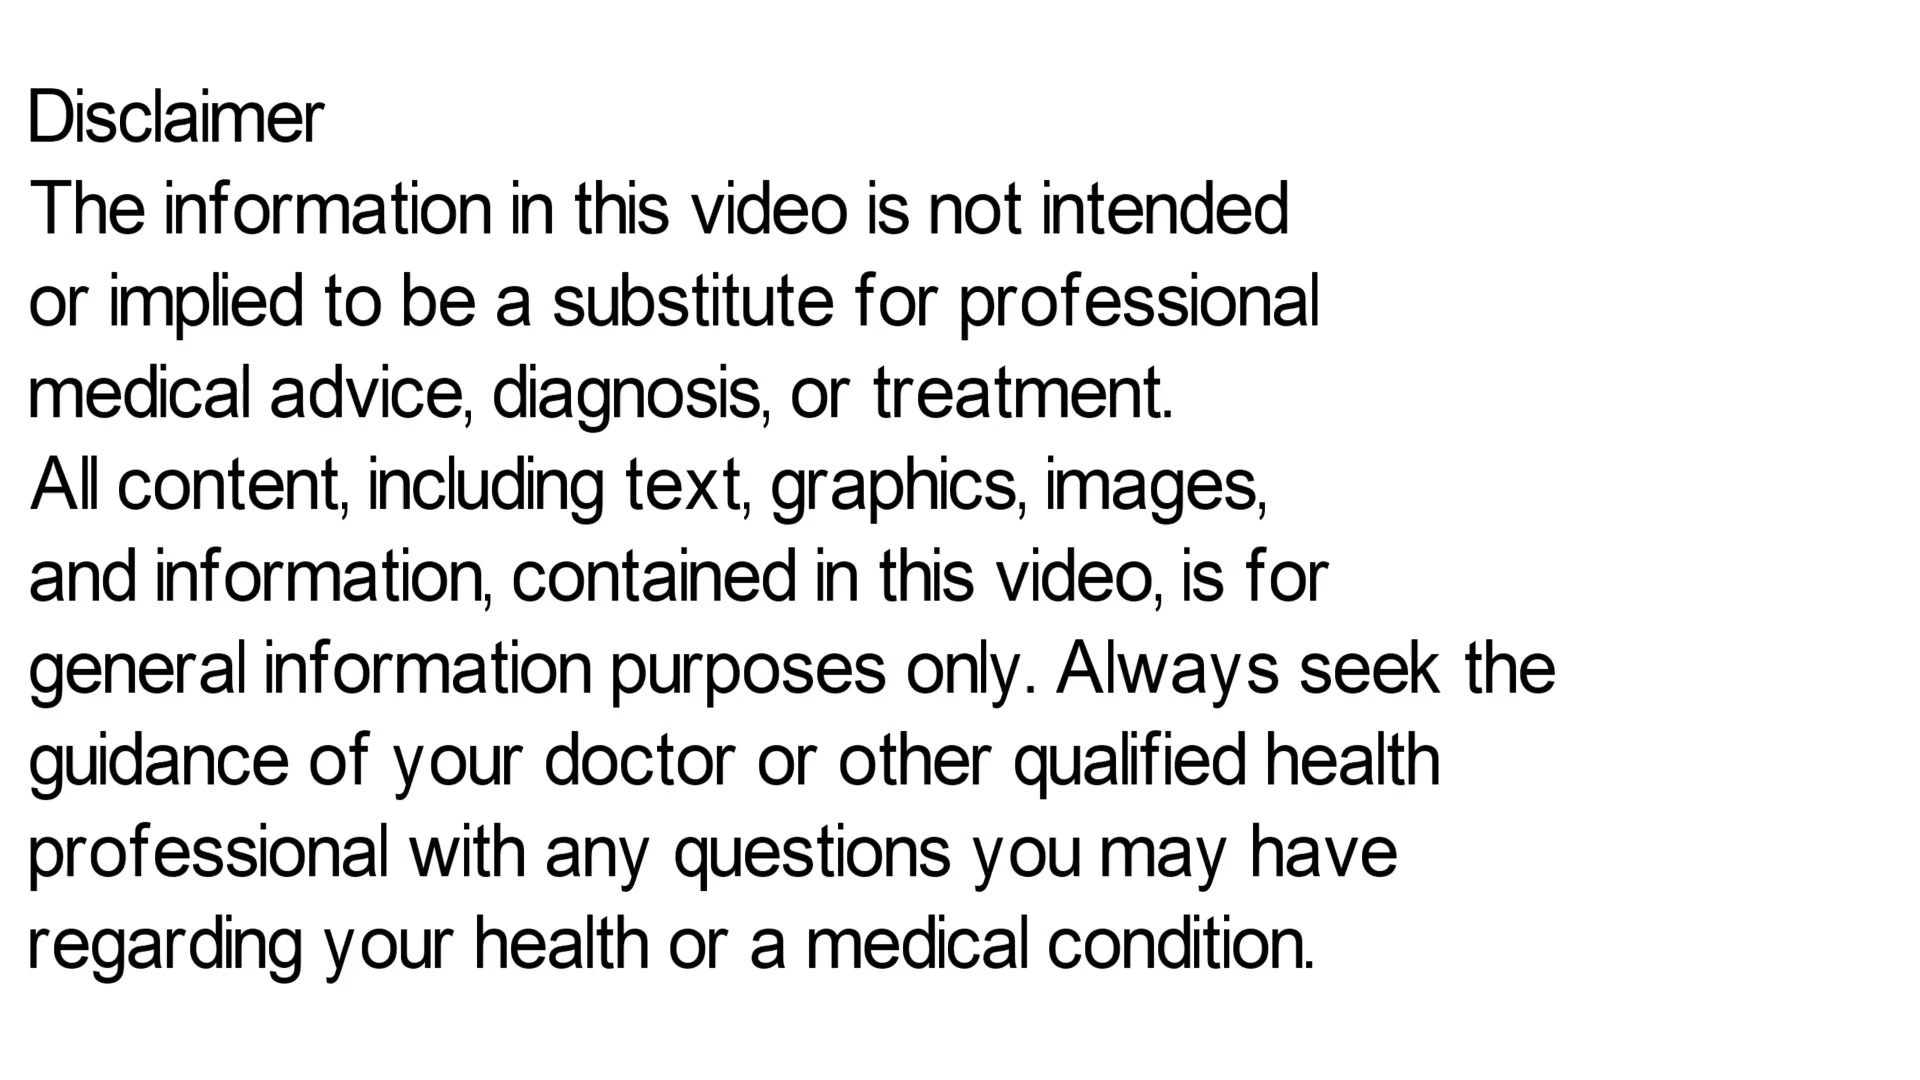 Disclaimer
The information in this video is not intended
or implied to be a substitute for professional
medical advice, diagnosis, or treatment.
All content, including text, graphics, images,
and information, contained in this video, is for
general information purposes only. Always seek the
guidance of your doctor or other qualified health
professional with any questions you may have
regarding your health or a medical condition.